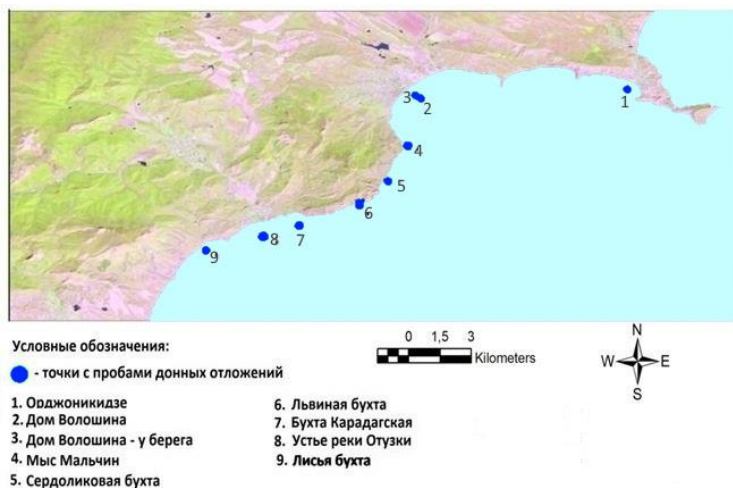 1
3
2
4
5
6
7
8
9
Условные обозначения:
- точки с пробами донных отложений
0 1,5 3
Kilometers
N
W E
S
1. Орджоникидзе
2. Дом Волошина
3. Дом Волошина - у берега
4. Мыс Мальчин
5. Сердоликовая бухта
6. Львиная бухта
7. Бухта Карадагская
8. Устье реки Отузки
9. Лисья бухта